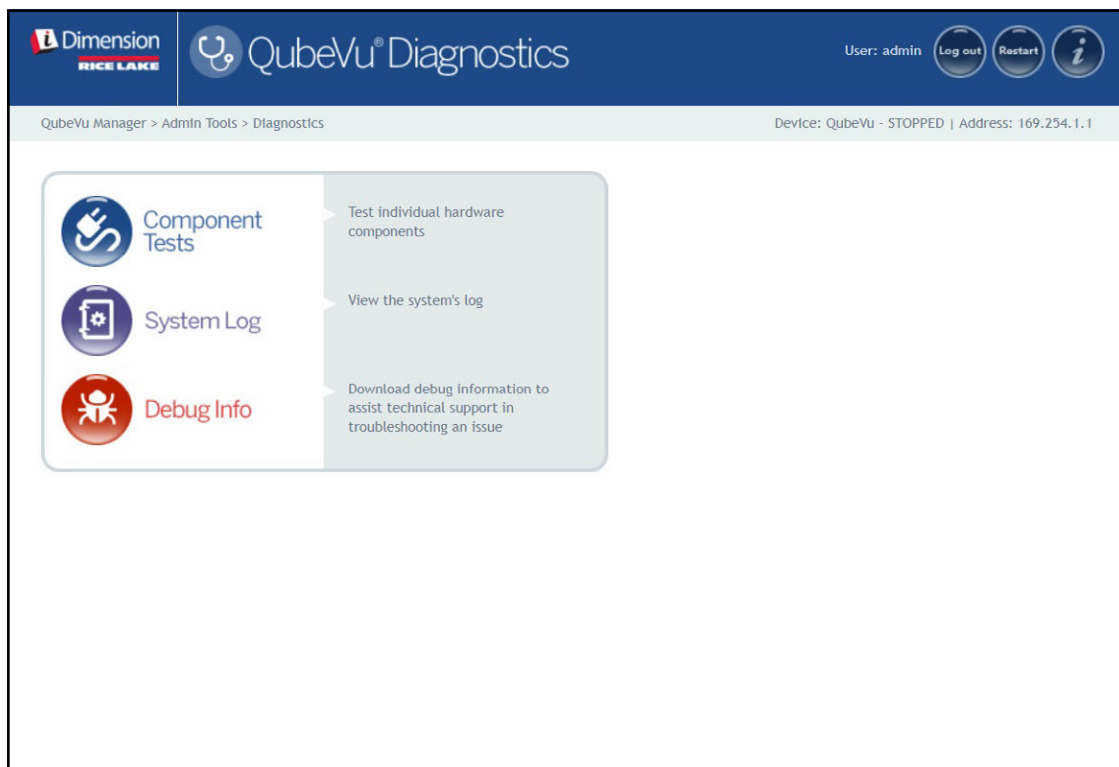 i Dimension
RICE LAKE
QubeVu® Diagnostics
User: admin
Log out
Restart
i
QubeVu Manager > Admin Tools > Diagnostics
Device: QubeVu - STOPPED | Address: 169.254.1.1
Component
Tests
Test individual hardware
components
System Log
View the system's log
Debug Info
Download debug information to
assist technical support in
troubleshooting an issue